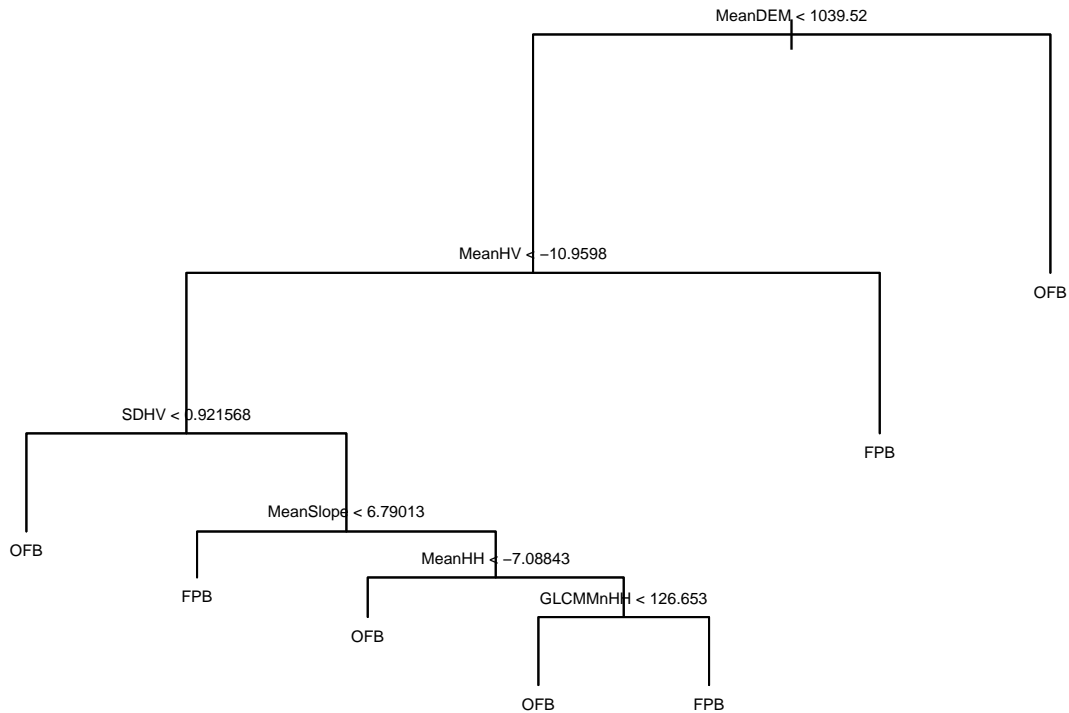 MeanDEM < 1039.52
MeanHV < −10.9598
OFB
SDHV < 0.921568
FPB
MeanSlope < 6.79013
OFB
MeanHH < −7.08843
FPB
GLCMMnHH < 126.653
OFB
OFB
FPB